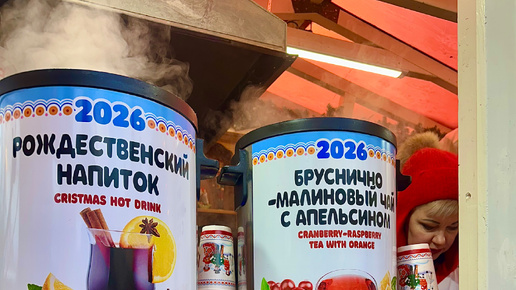 2026
РОЖДЕСТВЕНСКИЙ
НАПИТОК
CRISTMAS HOT DRINK
2026
БРУСНИЧНО
-МАЛИНОВЫЙ ЧАЙ
С АПЕЛЬСИНОМ
CRANBERRY-RASPBERRY
TEA WITH ORANGE